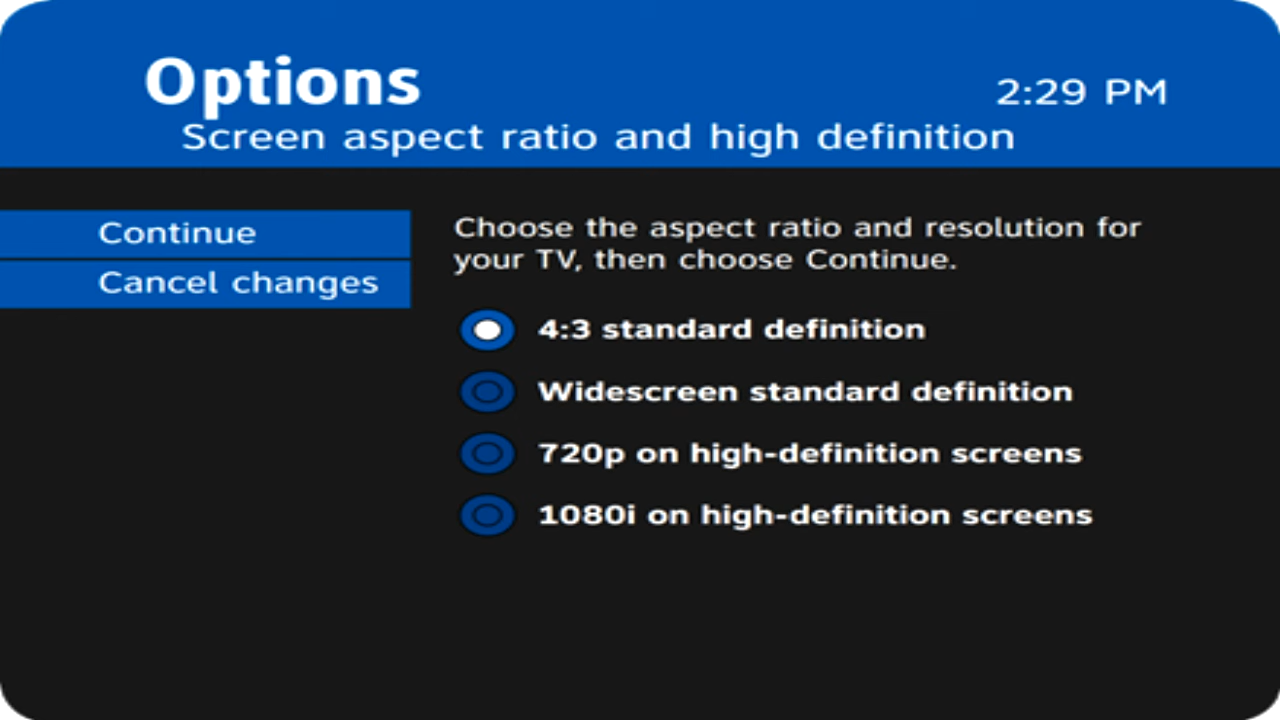 Options
2:29 PM
Screen aspect ratio and high definition
Continue
Cancel changes
Choose the aspect ratio and resolution for
your TV, then choose Continue.
4:3 standard definition
Widescreen standard definition
720p on high-definition screens
1080i on high-definition screens